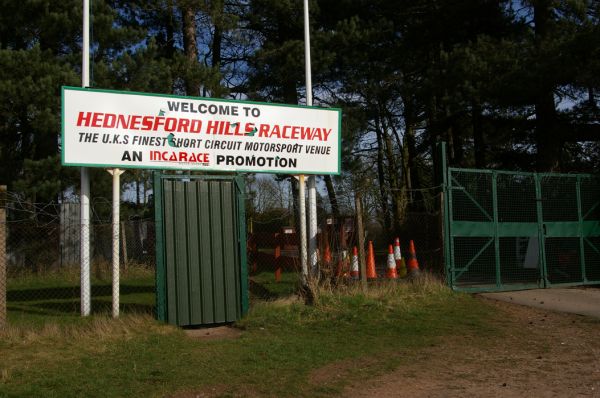 WELCOME TO
HEDNESFORD HILLS RACEWAY
THE U.K.S FINEST SHORT CIRCUIT MOTORSPORT VENUE
AN INCARACE PROMOTION